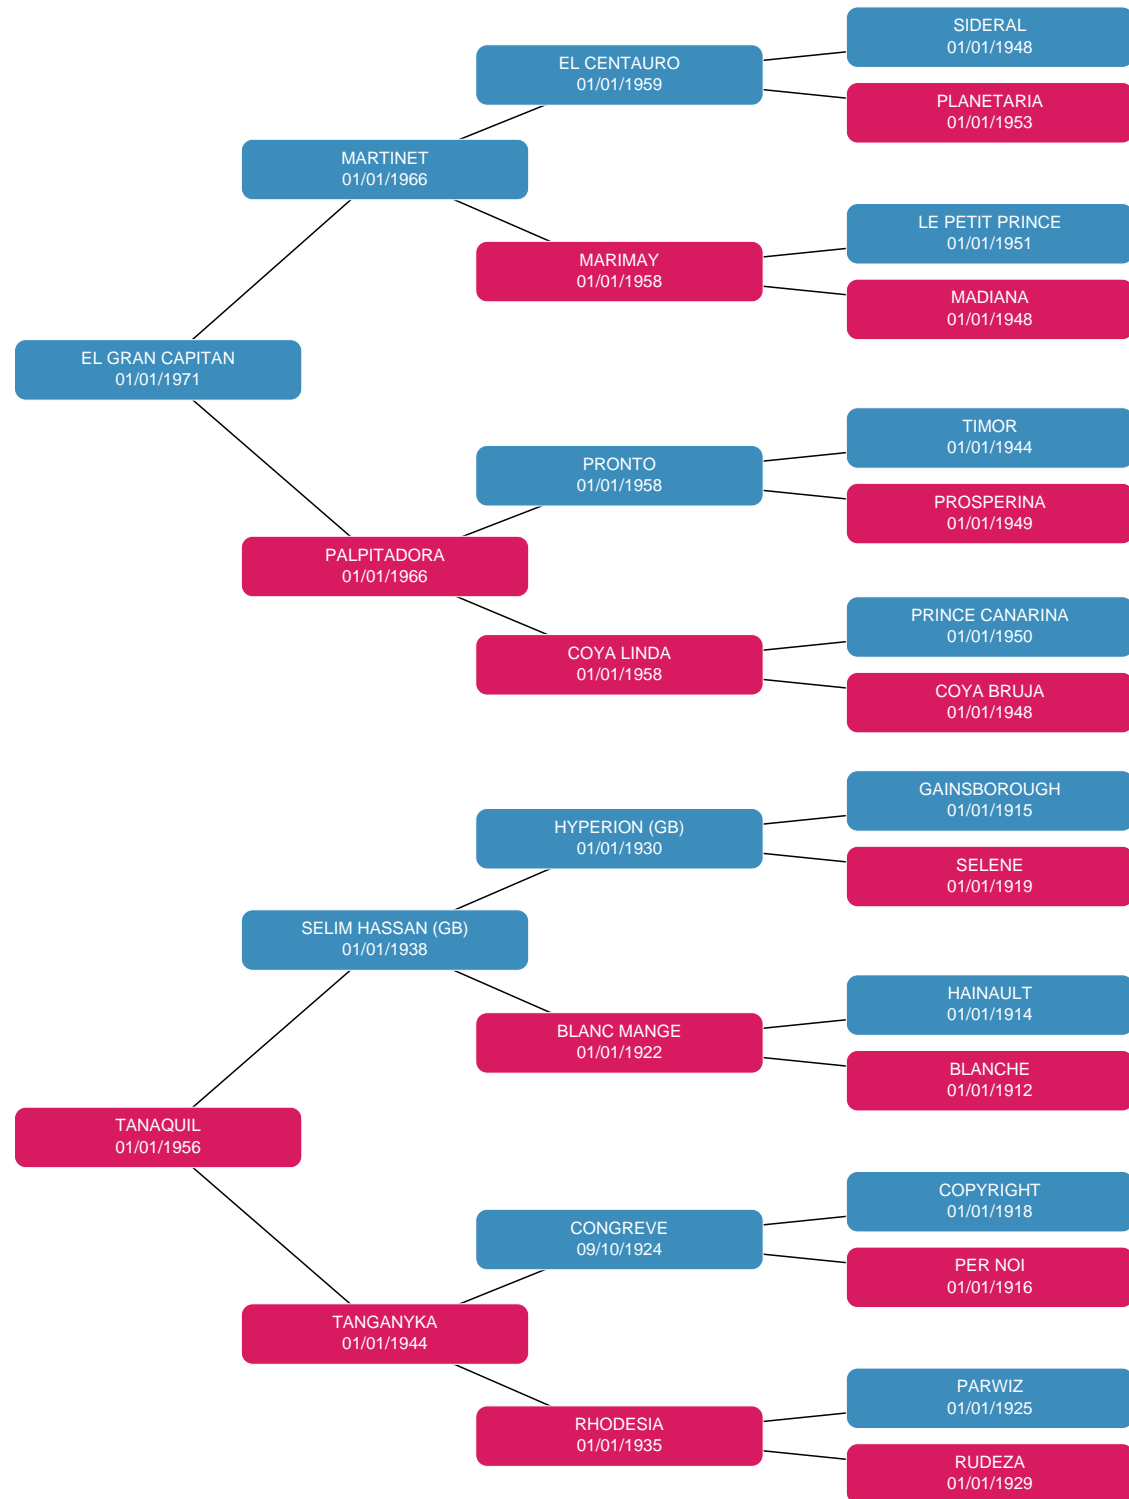 SIDERAL
01/01/1948
EL CENTAURO
01/01/1959
PLANETARIA
01/01/1953
MARTINET
01/01/1966
LE PETIT PRINCE
01/01/1951
MARIMAY
01/01/1958
MADIANA
01/01/1948
EL GRAN CAPITAN
01/01/1971
TIMOR
01/01/1944
PRONTO
01/01/1958
PROSPERINA
01/01/1949
PALPITADORA
01/01/1966
PRINCE CANARINA
01/01/1950
COYA LINDA
01/01/1958
COYA BRUJA
01/01/1948
GAINSBOROUGH
01/01/1915
HYPERION (GB)
01/01/1930
SELENE
01/01/1919
SELIM HASSAN (GB)
01/01/1938
HAINAULT
01/01/1914
BLANC MANGE
01/01/1922
BLANCHE
01/01/1912
TANAQUIL
01/01/1956
COPYRIGHT
01/01/1918
CONGREVE
09/10/1924
PER NOI
01/01/1916
TANGANYKA
01/01/1944
PARWIZ
01/01/1925
RHODESIA
01/01/1935
RUDEZA
01/01/1929